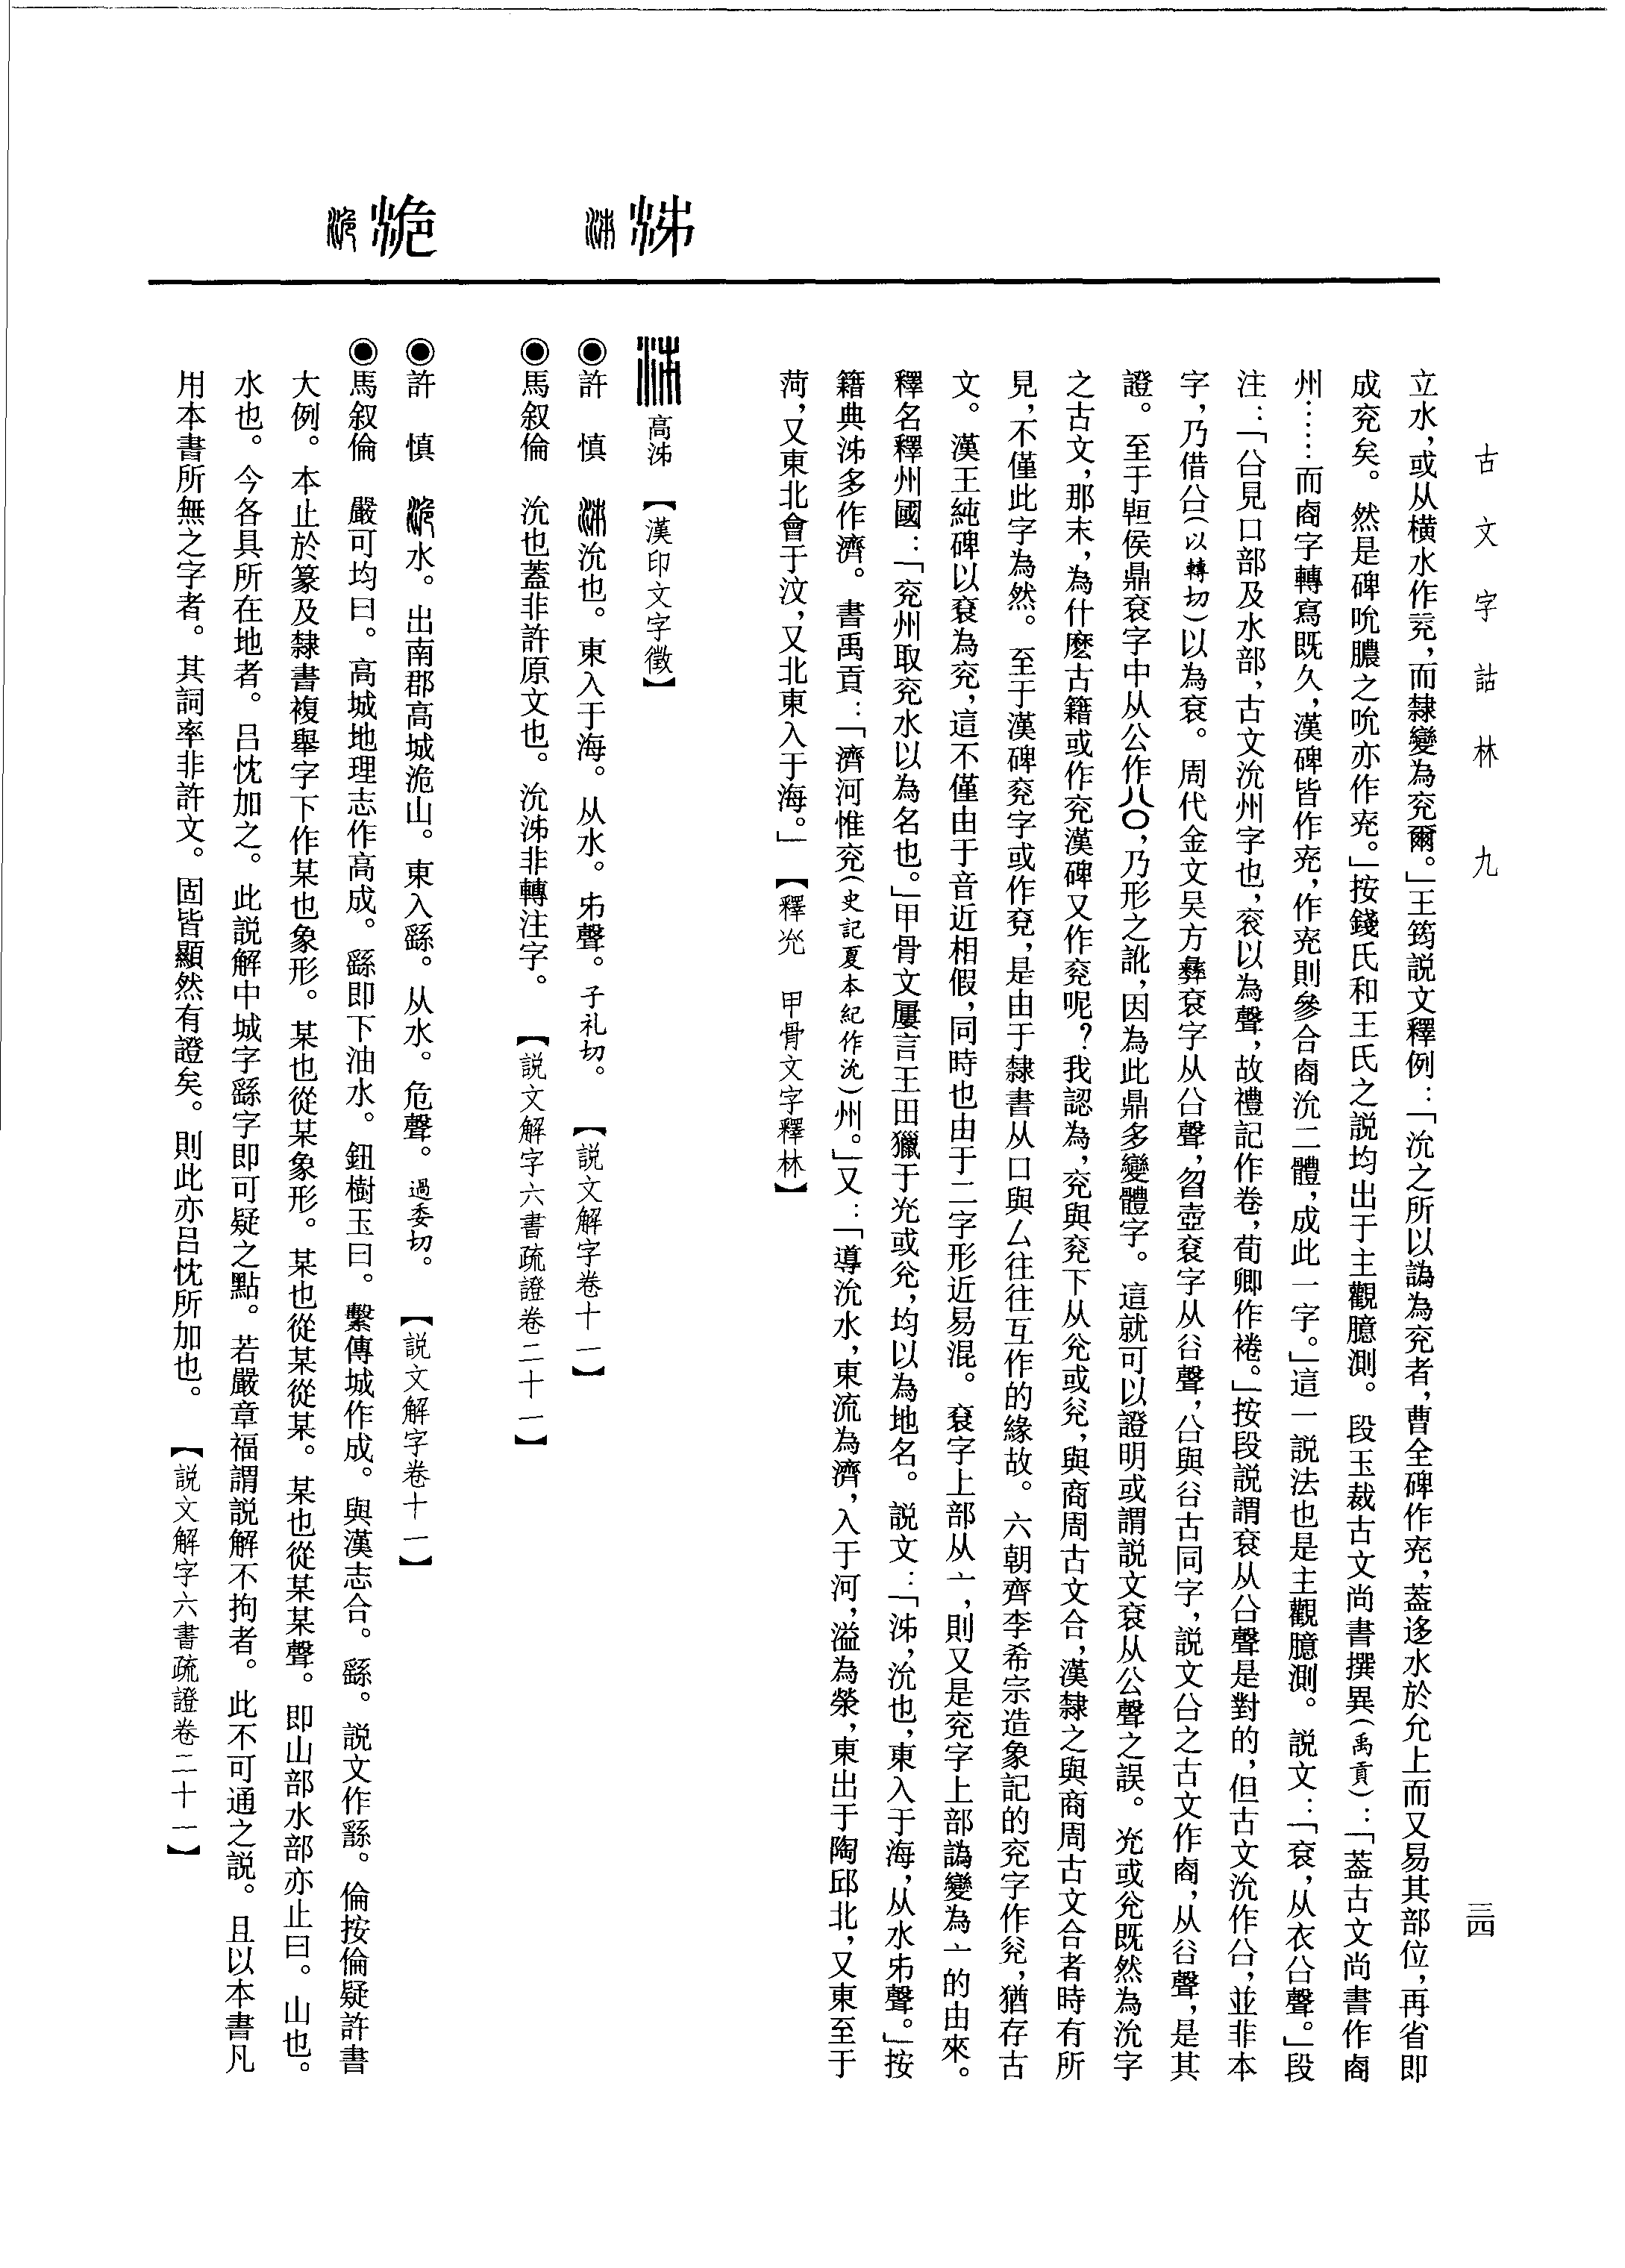 古文字詁林 九
三四
立水，或从橫水作兖，而隸變為兖爾。」王筠説文釋例：「沇之所以譌為兖者，曹全碑作兖，蓋迻水於允上而又易其部位，再省即
成兖矣。然是碑吮膿之吮亦作兖。」按錢氏和王氏之説均出于主觀臆測。段玉裁古文尚書撰異（禹貢）：「蓋古文尚書作㕣
州……而㕣字轉寫既久，漢碑皆作兖，作兖則參合㕣沇二體，成此一字。」這一説法也是主觀臆測。説文：「袞，从衣㕣聲。」段
注：「㕣見口部及水部，古文沇州字也，袞以為聲，故禮記作卷，荀卿作裷。」按段説謂袞从㕣聲是對的，但古文沇作㕣，並非本
字，乃借㕣（以轉切）以為袞。周代金文吴方彝袞字从㕣聲，曶壺袞字从谷聲，㕣與谷古同字，説文㕣之古文作㕣，从谷聲，是其
證。至于𩏩侯鼎袞字中从公作八〇，乃形之訛，因為此鼎多變體字。這就可以證明或謂説文袞从公聲之誤。㳄或兊既然為沇字
之古文，那末，為什麽古籍或作兖漢碑又作兗呢？我認為，兖與兗下从兊或兌，與商周古文合，漢隸之與商周古文合者時有所
見，不僅此字為然。至于漢碑兗字或作兖，是由于隸書从口與厶往往互作的緣故。六朝齊李希宗造象記的兖字作兊，猶存古
文。漢王純碑以袞為兖，這不僅由于音近相假，同時也由于二字形近易混。袞字上部从亠，則又是兖字上部譌變為亠的由來。
釋名釋州國：「兖州取兖水以為名也。」甲骨文屢言王田獵于㳄或兊，均以為地名。説文：「泲，沇也，東入于海，从水𠂔聲。」按
籍典泲多作濟。書禹貢：「濟河惟兖（史記夏本紀作沇）州。」又：「導沇水，東流為濟，入于河，溢為滎，東出于陶邱北，又東至于
菏，又東北會于汶，又北東入于海。」【釋㳄 甲骨文字釋林】
泲
高泲 【漢印文字徵】
◉許 慎 沇也。東入于海。从水。𠂔聲。子礼切。 【説文解字卷十一】
◉馬叙倫 沇也蓋非許原文也。沇泲非轉注字。 【説文解字六書疏證卷二十一】
洈
◉許 慎 水。出南郡高城洈山。東入繇。从水。危聲。過委切。 【説文解字卷十一】
◉馬叙倫 嚴可均曰。高城地理志作高成。繇即下油水。鈕樹玉曰。繫傳城作成。與漢志合。繇。説文作䌛。倫按倫疑許書
大例。本止於篆及隸書複舉字下作某也象形。某也從某象形。某也從某從某。某也從某某聲。即山部水部亦止曰。山也。
水也。今各具所在地者。吕忱加之。此説解中城字繇字即可疑之點。若嚴章福謂説解不拘者。此不可通之説。且以本書凡
用本書所無之字者。其詞率非許文。固皆顯然有證矣。則此亦吕忱所加也。 【説文解字六書疏證卷二十一】